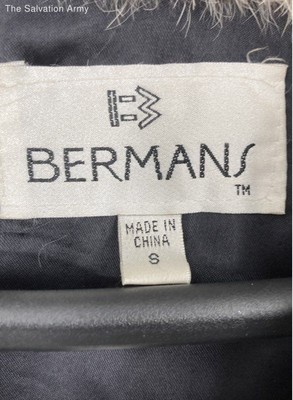 The Salvation Army
BERMANS
TM
MADE IN
CHINA
S